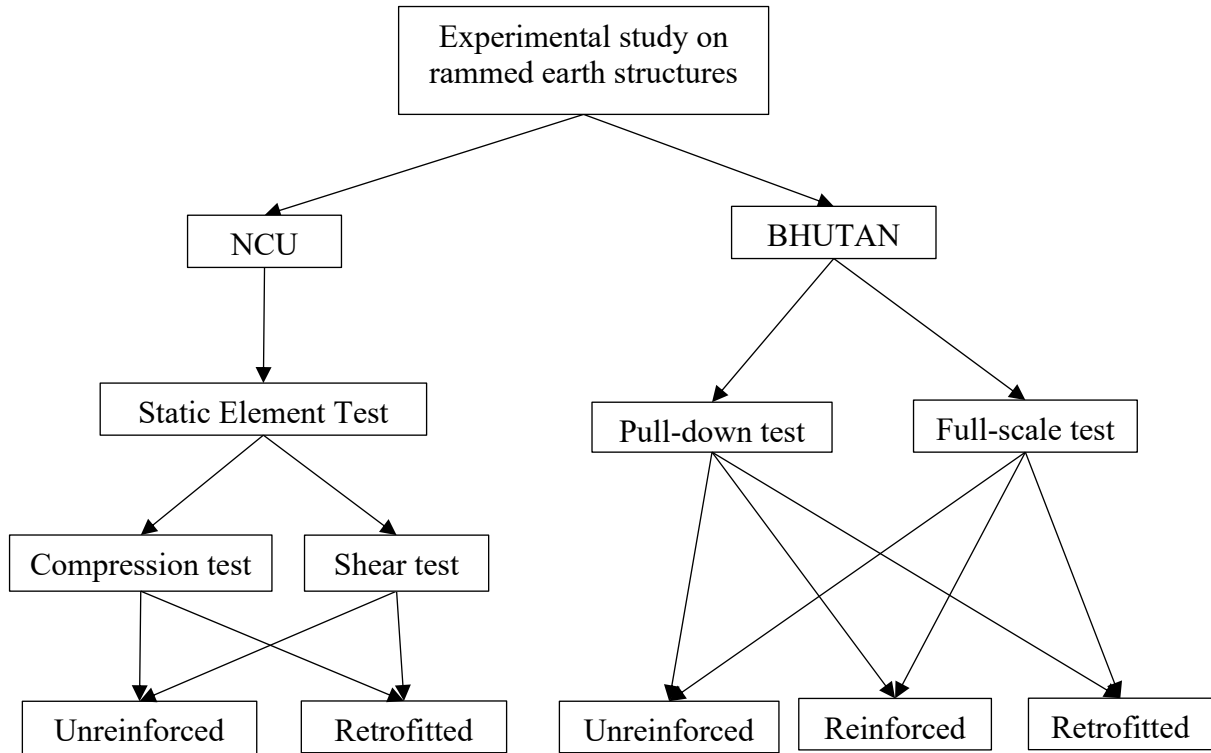 Experimental study on
rammed earth structures
NCU
BHUTAN
Static Element Test
Pull-down test
Full-scale test
Compression test
Shear test
Unreinforced
Retrofitted
Unreinforced
Reinforced
Retrofitted